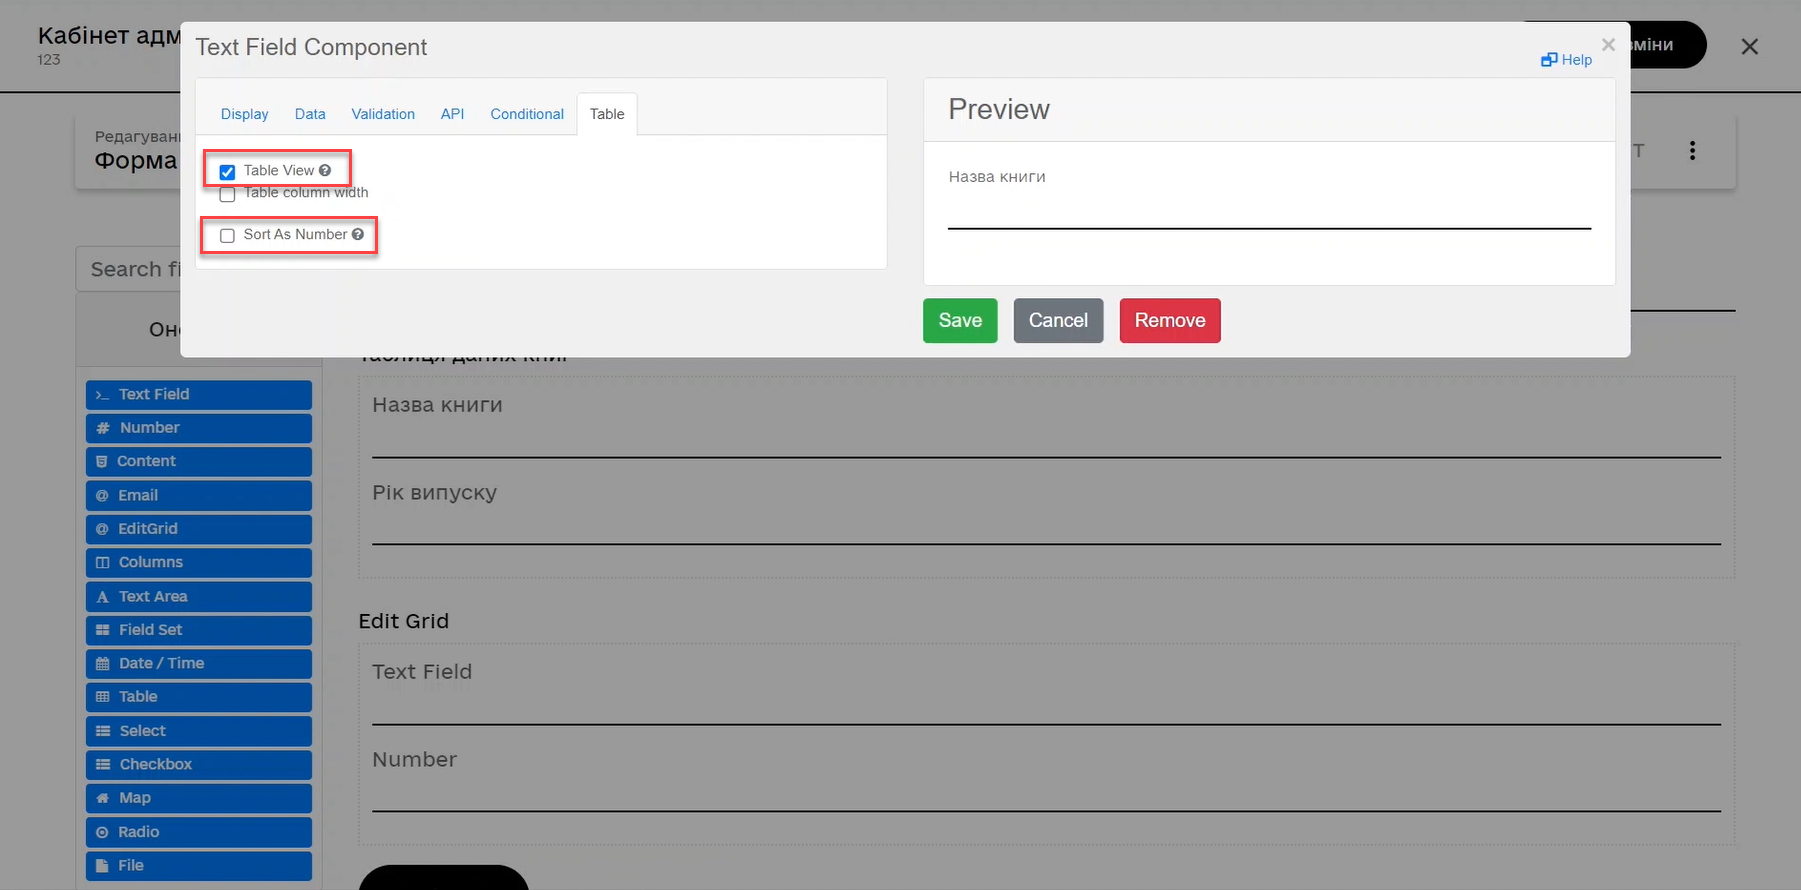 Кабінет адм
123
зміни
Text Field Component
Help
Display Data Validation API Conditional Table
Table View
Table column width
Sort As Number
Preview
Назва книги
Save Cancel Remove
Редагуван
Форма
Т
Search fi
Text Field
Number
Content
Email
EditGrid
Columns
Text Area
Field Set
Date / Time
Table
Select
Checkbox
Map
Radio
File
Таблиця даних книг
Назва книги
Рік випуску
Edit Grid
Text Field
Number